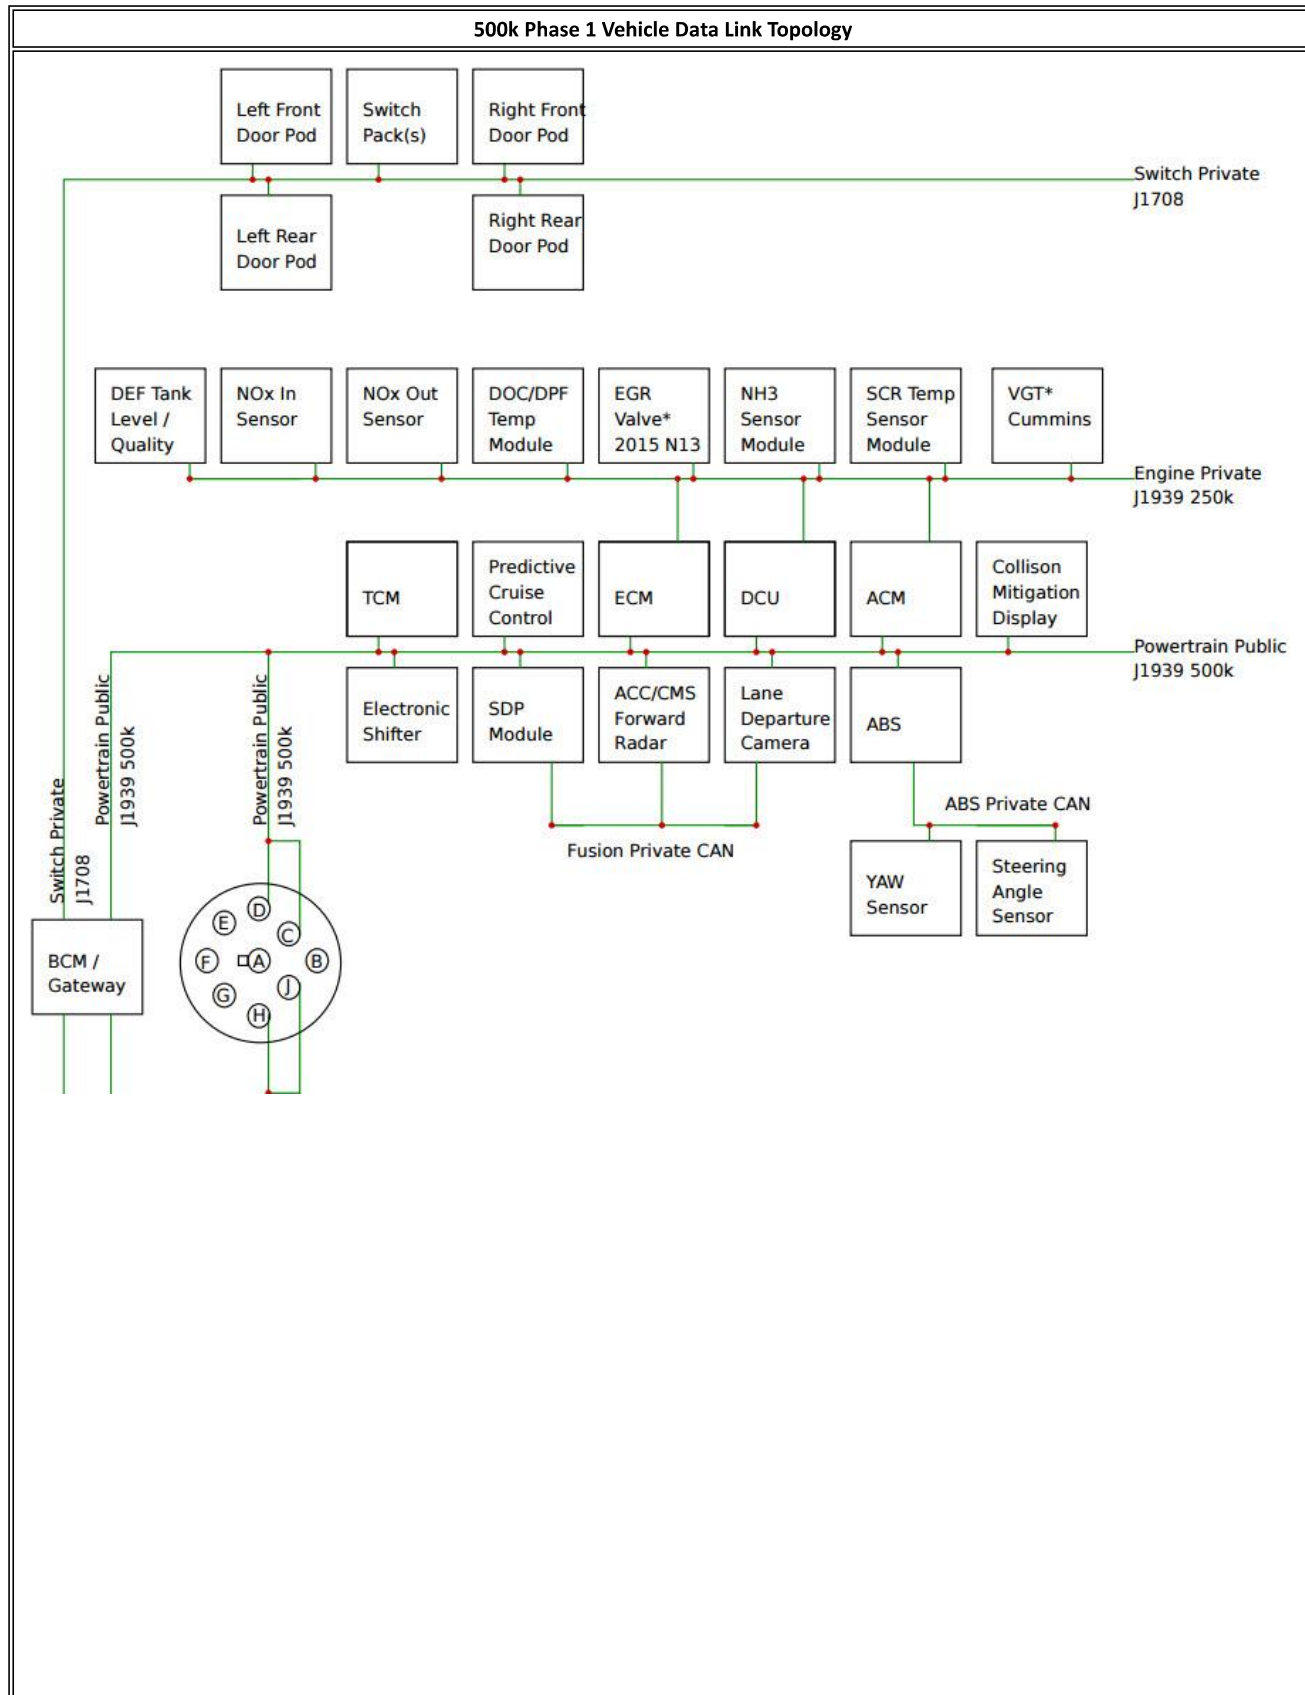 500k Phase 1 Vehicle Data Link Topology
Left Front
Door Pod
Switch
Pack(s)
Right Front
Door Pod
Switch Private
J1708
Left Rear
Door Pod
Right Rear
Door Pod
DEF Tank
Level /
Quality
NOx In
Sensor
NOx Out
Sensor
DOC/DPF
Temp
Module
EGR
Valve*
2015 N13
NH3
Sensor
Module
SCR Temp
Sensor
Module
VGT*
Cummins
Engine Private
J1939 250k
TCM
Predictive
Cruise
Control
ECM
DCU
ACM
Collison
Mitigation
Display
Powertrain Public
J1939 500k
Electronic
Shifter
SDP
Module
ACC/CMS
Forward
Radar
Lane
Departure
Camera
ABS
Switch Private
J1708
Powertrain Public
J1939 500k
Powertrain Public
J1939 500k
Fusion Private CAN
ABS Private CAN
YAW
Sensor
Steering
Angle
Sensor
BCM /
Gateway
D
E
C
F
A
B
G
J
H